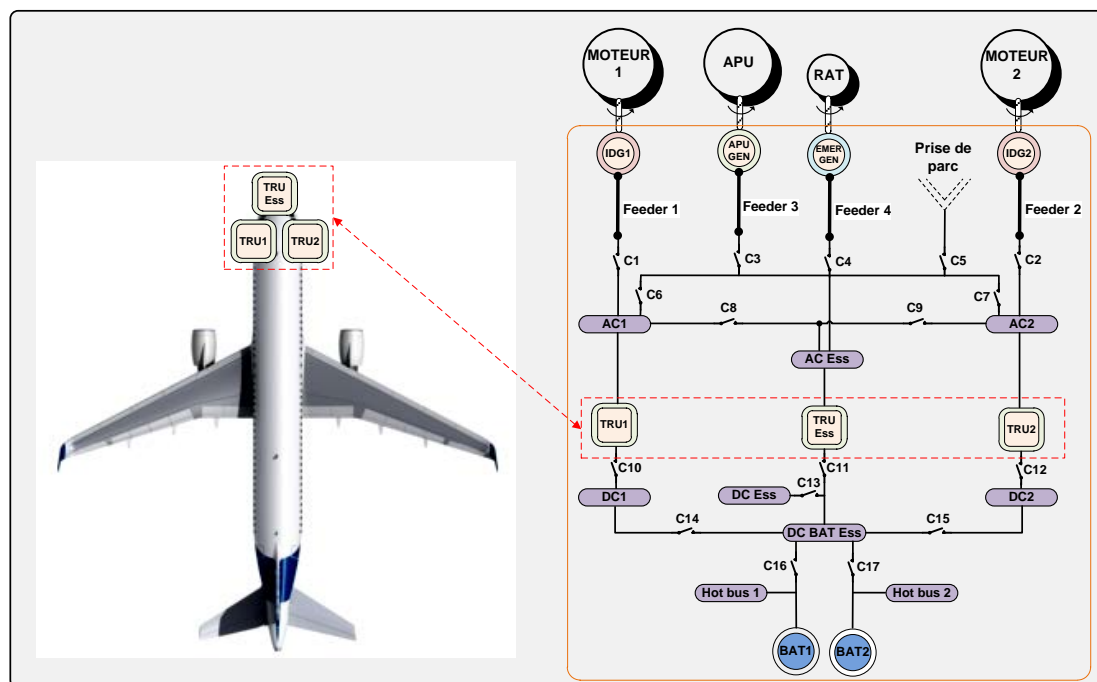 MOTEUR
1
APU
RAT
MOTEUR
2
IDG1
APU
GEN
EMER
GEN
IDG2
Prise de
parc
Feeder 1
Feeder 3
Feeder 4
Feeder 2
C1
C3
C4
C5
C2
C6
C7
C8
C9
AC1
AC2
AC Ess
TRU
Ess
TRU1
TRU2
TRU1
TRU
Ess
TRU2
C10
C11
C12
C13
DC1
DC Ess
DC2
C14
C15
DC BAT Ess
C16
C17
Hot bus 1
Hot bus 2
BAT1
BAT2